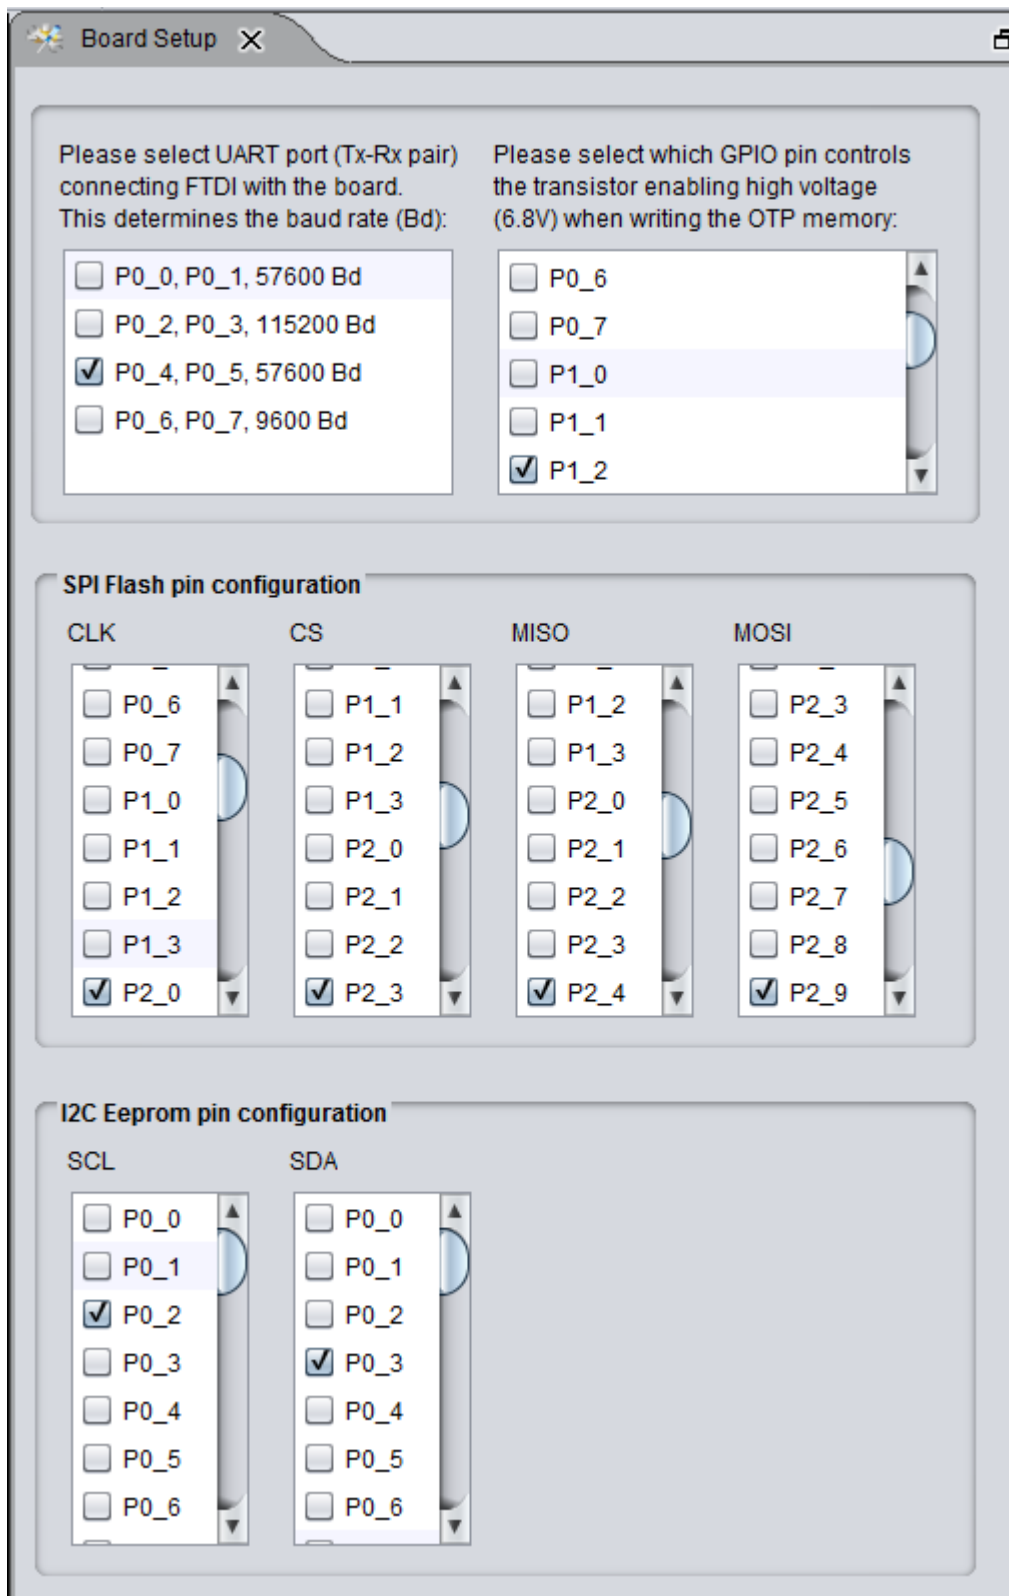 Board Setup
Please select UART port (Tx-Rx pair)
connecting FTDI with the board.
This determines the baud rate (Bd):
P0_0, P0_1, 57600 Bd
P0_2, P0_3, 115200 Bd
P0_4, P0_5, 57600 Bd
P0_6, P0_7, 9600 Bd
Please select which GPIO pin controls
the transistor enabling high voltage
(6.8V) when writing the OTP memory:
P0_6
P0_7
P1_0
P1_1
P1_2
SPI Flash pin configuration
CLK
P0_6
P0_7
P1_0
P1_1
P1_2
P1_3
P2_0
CS
P1_1
P1_2
P1_3
P2_0
P2_1
P2_2
P2_3
MISO
P1_2
P1_3
P2_0
P2_1
P2_2
P2_3
P2_4
MOSI
P2_3
P2_4
P2_5
P2_6
P2_7
P2_8
P2_9
I2C Eeprom pin configuration
SCL
P0_0
P0_1
P0_2
P0_3
P0_4
P0_5
P0_6
SDA
P0_0
P0_1
P0_2
P0_3
P0_4
P0_5
P0_6